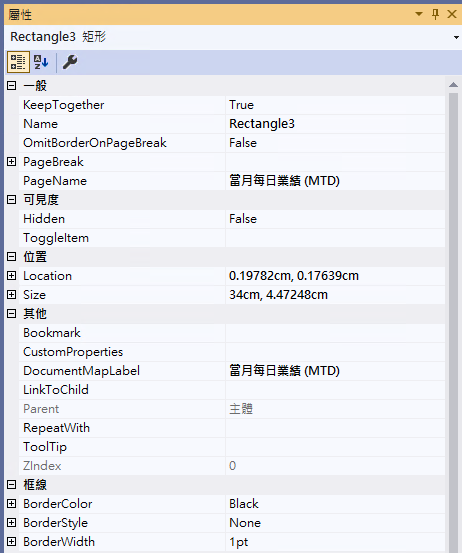 屬性
Rectangle3 矩形
一般
KeepTogether True
Name Rectangle3
OmitBorderOnPageBreak False
PageBreak
PageName 當月每日業績 (MTD)
可見度
Hidden False
ToggleItem
位置
Location 0.19782cm, 0.17639cm
Size 34cm, 4.47248cm
其他
Bookmark
CustomProperties
DocumentMapLabel 當月每日業績 (MTD)
LinkToChild
Parent 主體
RepeatWith
ToolTip
ZIndex 0
框線
BorderColor Black
BorderStyle None
BorderWidth 1pt